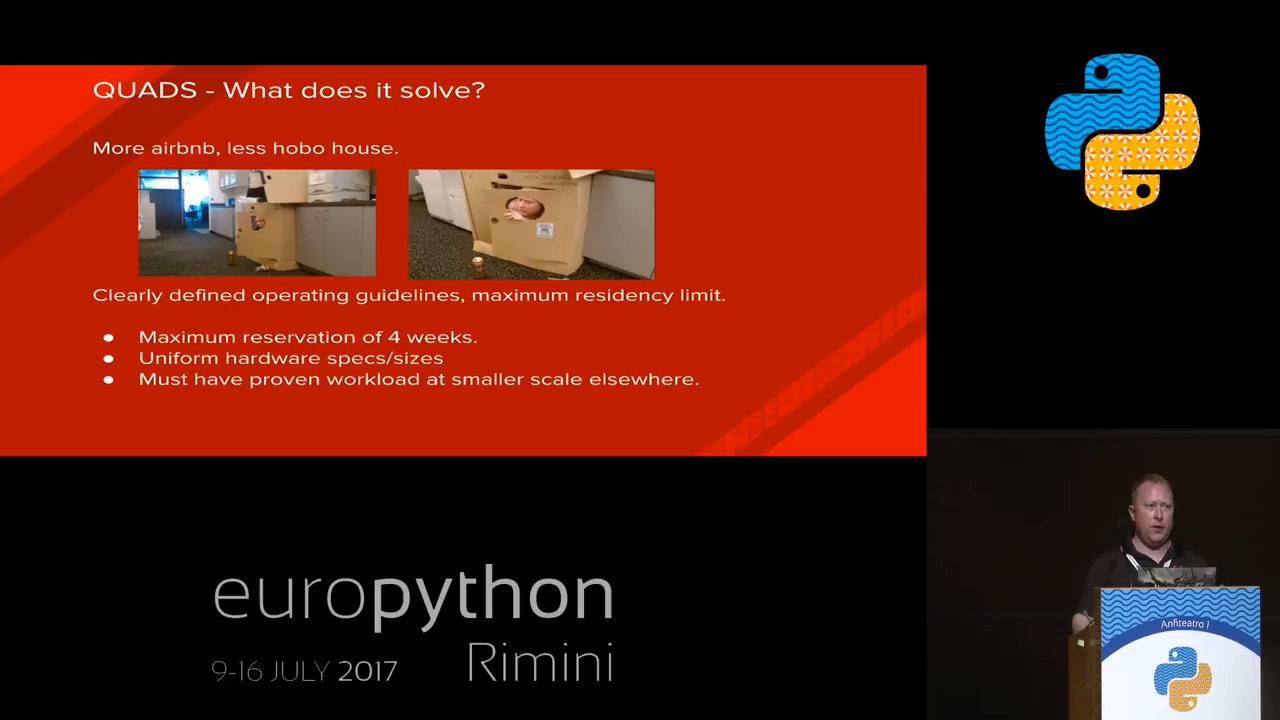 QUADS - What does it solve?
More airbnb, less hobo house.
Clearly defined operating guidelines, maximum residency limit.
● Maximum reservation of 4 weeks.
● Uniform hardware specs/sizes
● Must have proven workload at smaller scale elsewhere.
europython
9-16 JULY 2017 Rimini
Anfiteatro 1